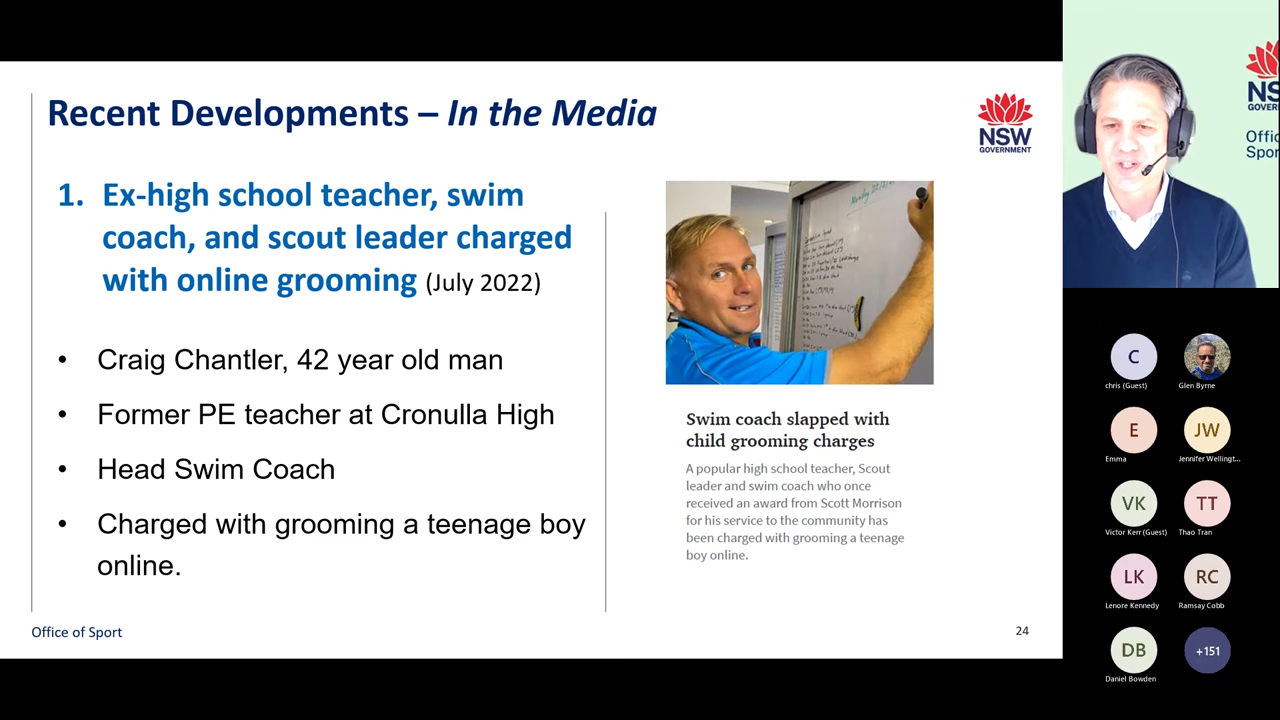 Recent Developments – In the Media
NSW
GOVERNMENT
1. Ex-high school teacher, swim
coach, and scout leader charged
with online grooming (July 2022)
• Craig Chantler, 42 year old man
• Former PE teacher at Cronulla High
• Head Swim Coach
• Charged with grooming a teenage boy
online.
Swim coach slapped with
child grooming charges
A popular high school teacher, Scout
leader and swim coach who once
received an award from Scott Morrison
for his service to the community has
been charged with grooming a teenage
boy online.
Office of Sport
24
NS
GOV
Offic
Spor
C
chris (Guest)
Glen Byrne
E
Emma
JW
Jennifer Wellingt...
VK
Victor Kerr (Guest)
TT
Thao Tran
LK
Lenore Kennedy
RC
Ramsay Cobb
DB
Daniel Bowden
+151